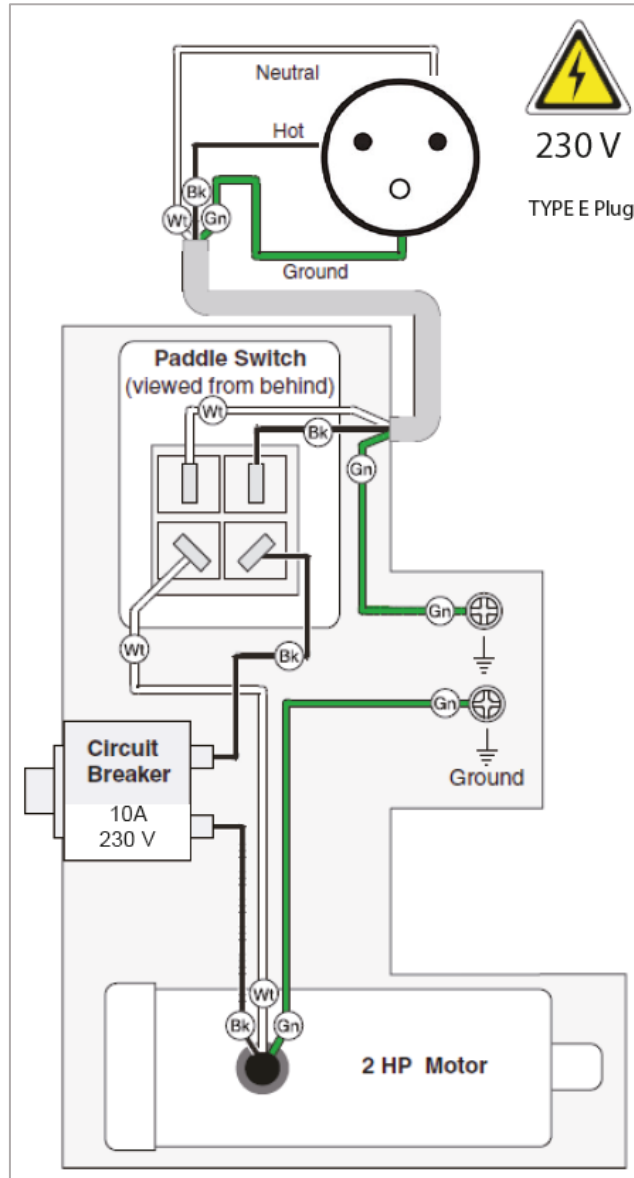 Neutral
230 V
Hot
TYPE E Plug
Bk
Wt
Gn
Ground
Paddle Switch
(viewed from behind)
Wt
Bk
Gn
Gn
Wt
Bk
Gn
Circuit
Breaker
Ground
10A
230 V
Wt
Bk
Gn
2 HP Motor